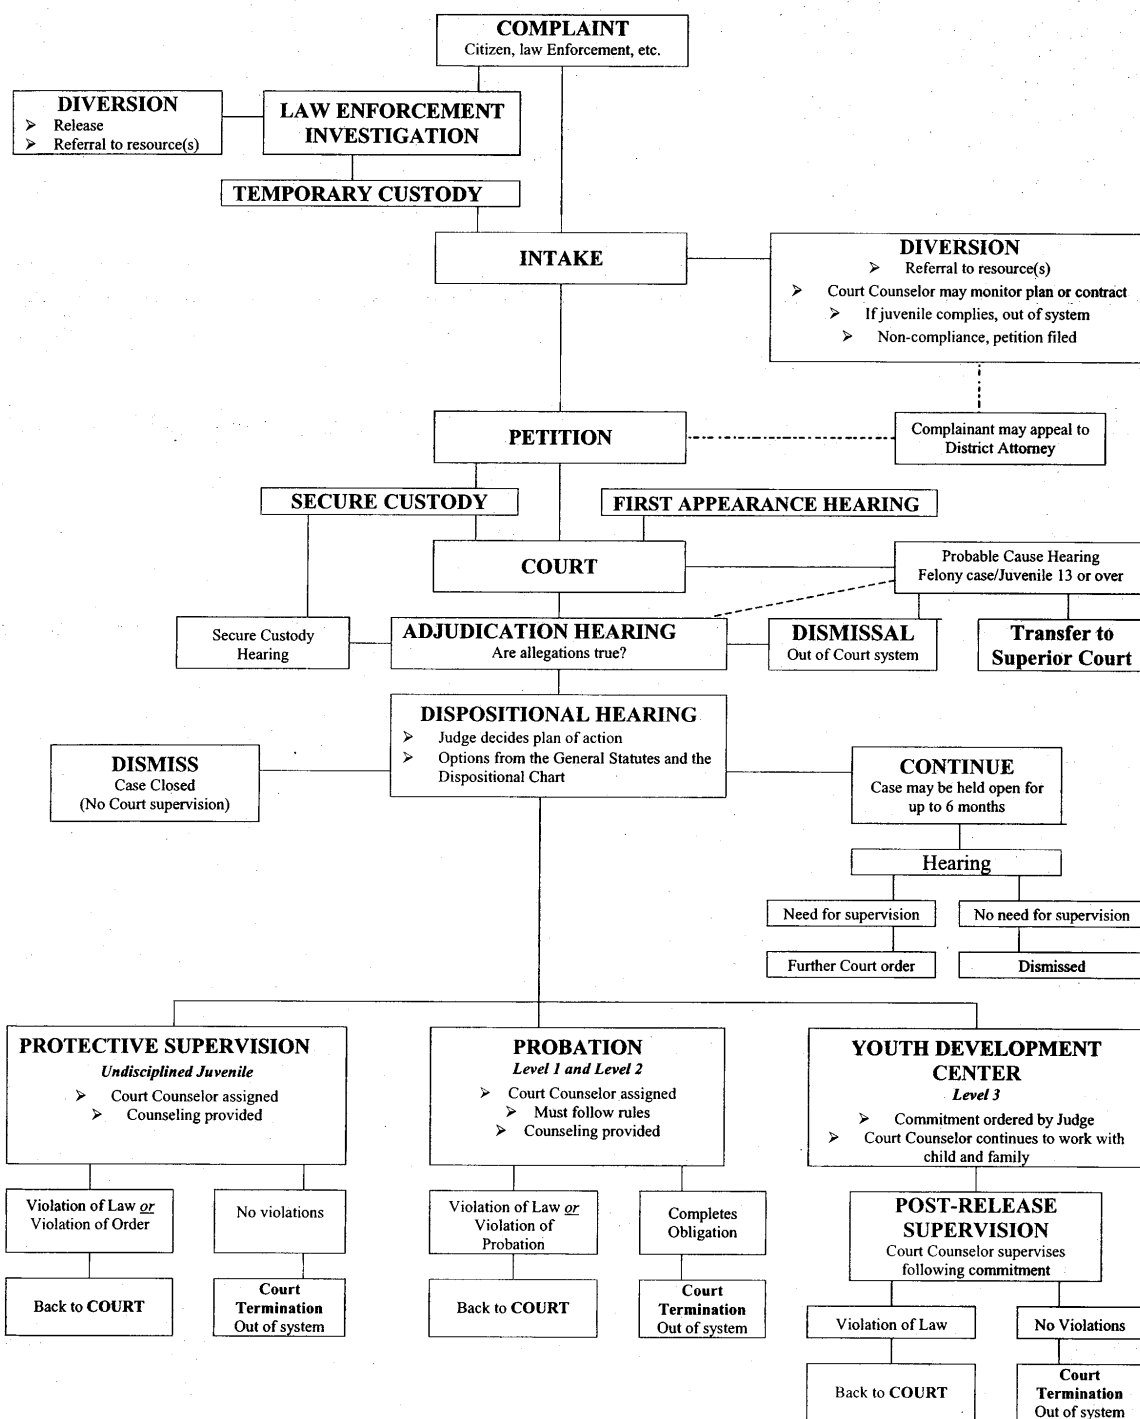 COMPLAINT
Citizen, law Enforcement, etc.
DIVERSION
➢ Release
➢ Referral to resource(s)
LAW ENFORCEMENT
INVESTIGATION
TEMPORARY CUSTODY
INTAKE
DIVERSION
➢ Referral to resource(s)
➢ Court Counselor may monitor plan or contract
➢ If juvenile complies, out of system
➢ Non-compliance, petition filed
PETITION
Complainant may appeal to
District Attorney
SECURE CUSTODY
FIRST APPEARANCE HEARING
COURT
Probable Cause Hearing
Felony case/Juvenile 13 or over
Secure Custody
Hearing
ADJUDICATION HEARING
Are allegations true?
DISMISSAL
Out of Court system
Transfer to
Superior Court
DISPOSITIONAL HEARING
➢ Judge decides plan of action
➢ Options from the General Statutes and the
Dispositional Chart
DISMISS
Case Closed
(No Court supervision)
CONTINUE
Case may be held open for
up to 6 months
Hearing
Need for supervision
No need for supervision
Further Court order
Dismissed
PROTECTIVE SUPERVISION
Undisciplined Juvenile
➢ Court Counselor assigned
➢ Counseling provided
PROBATION
Level 1 and Level 2
➢ Court Counselor assigned
➢ Must follow rules
➢ Counseling provided
YOUTH DEVELOPMENT
CENTER
Level 3
➢ Commitment ordered by Judge
➢ Court Counselor continues to work with
child and family
Violation of Law or
Violation of Order
No violations
Violation of Law or
Violation of
Probation
Completes
Obligation
POST-RELEASE
SUPERVISION
Court Counselor supervises
following commitment
Back to COURT
Court
Termination
Out of system
Back to COURT
Court
Termination
Out of system
Violation of Law
No Violations
Back to COURT
Court
Termination
Out of system